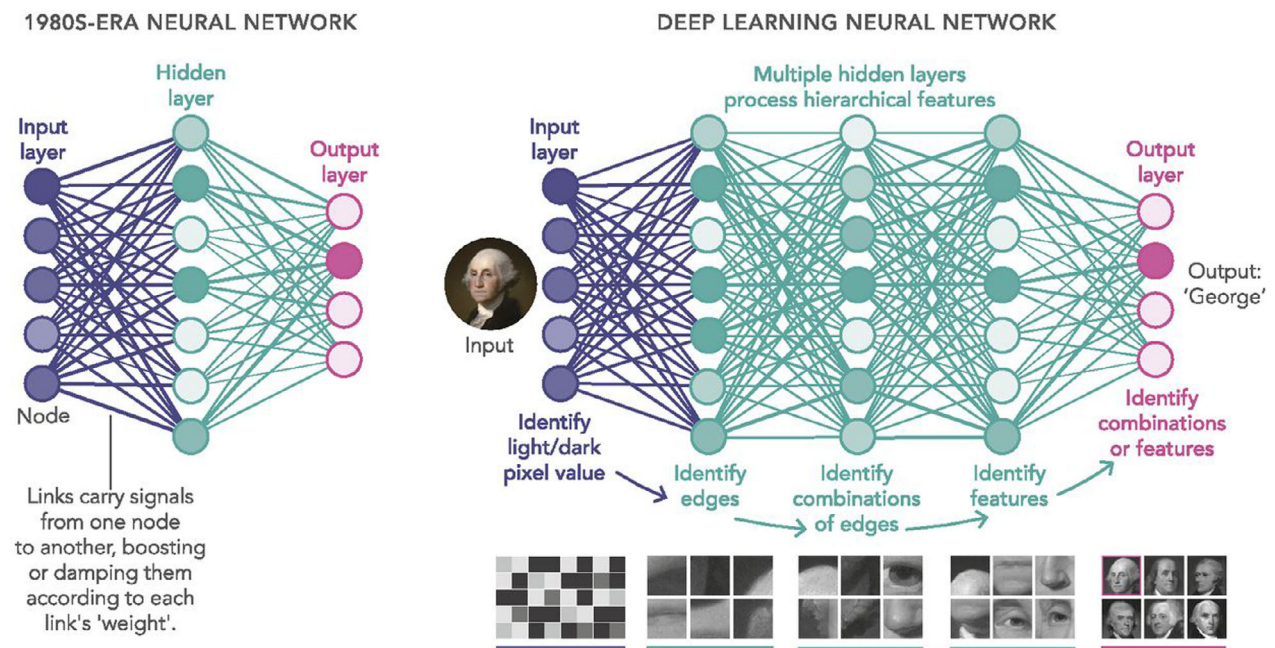 1980S-ERA NEURAL NETWORK
Hidden
layer
Input
layer
Output
layer
Node
Links carry signals
from one node
to another, boosting
or damping them
according to each
link's 'weight'.
DEEP LEARNING NEURAL NETWORK
Multiple hidden layers
process hierarchical features
Input
layer
Output
layer
Input
Output:
'George'
Identify
light/dark
pixel value
Identify
edges
Identify
combinations
of edges
Identify
features
Identify
combinations
or features